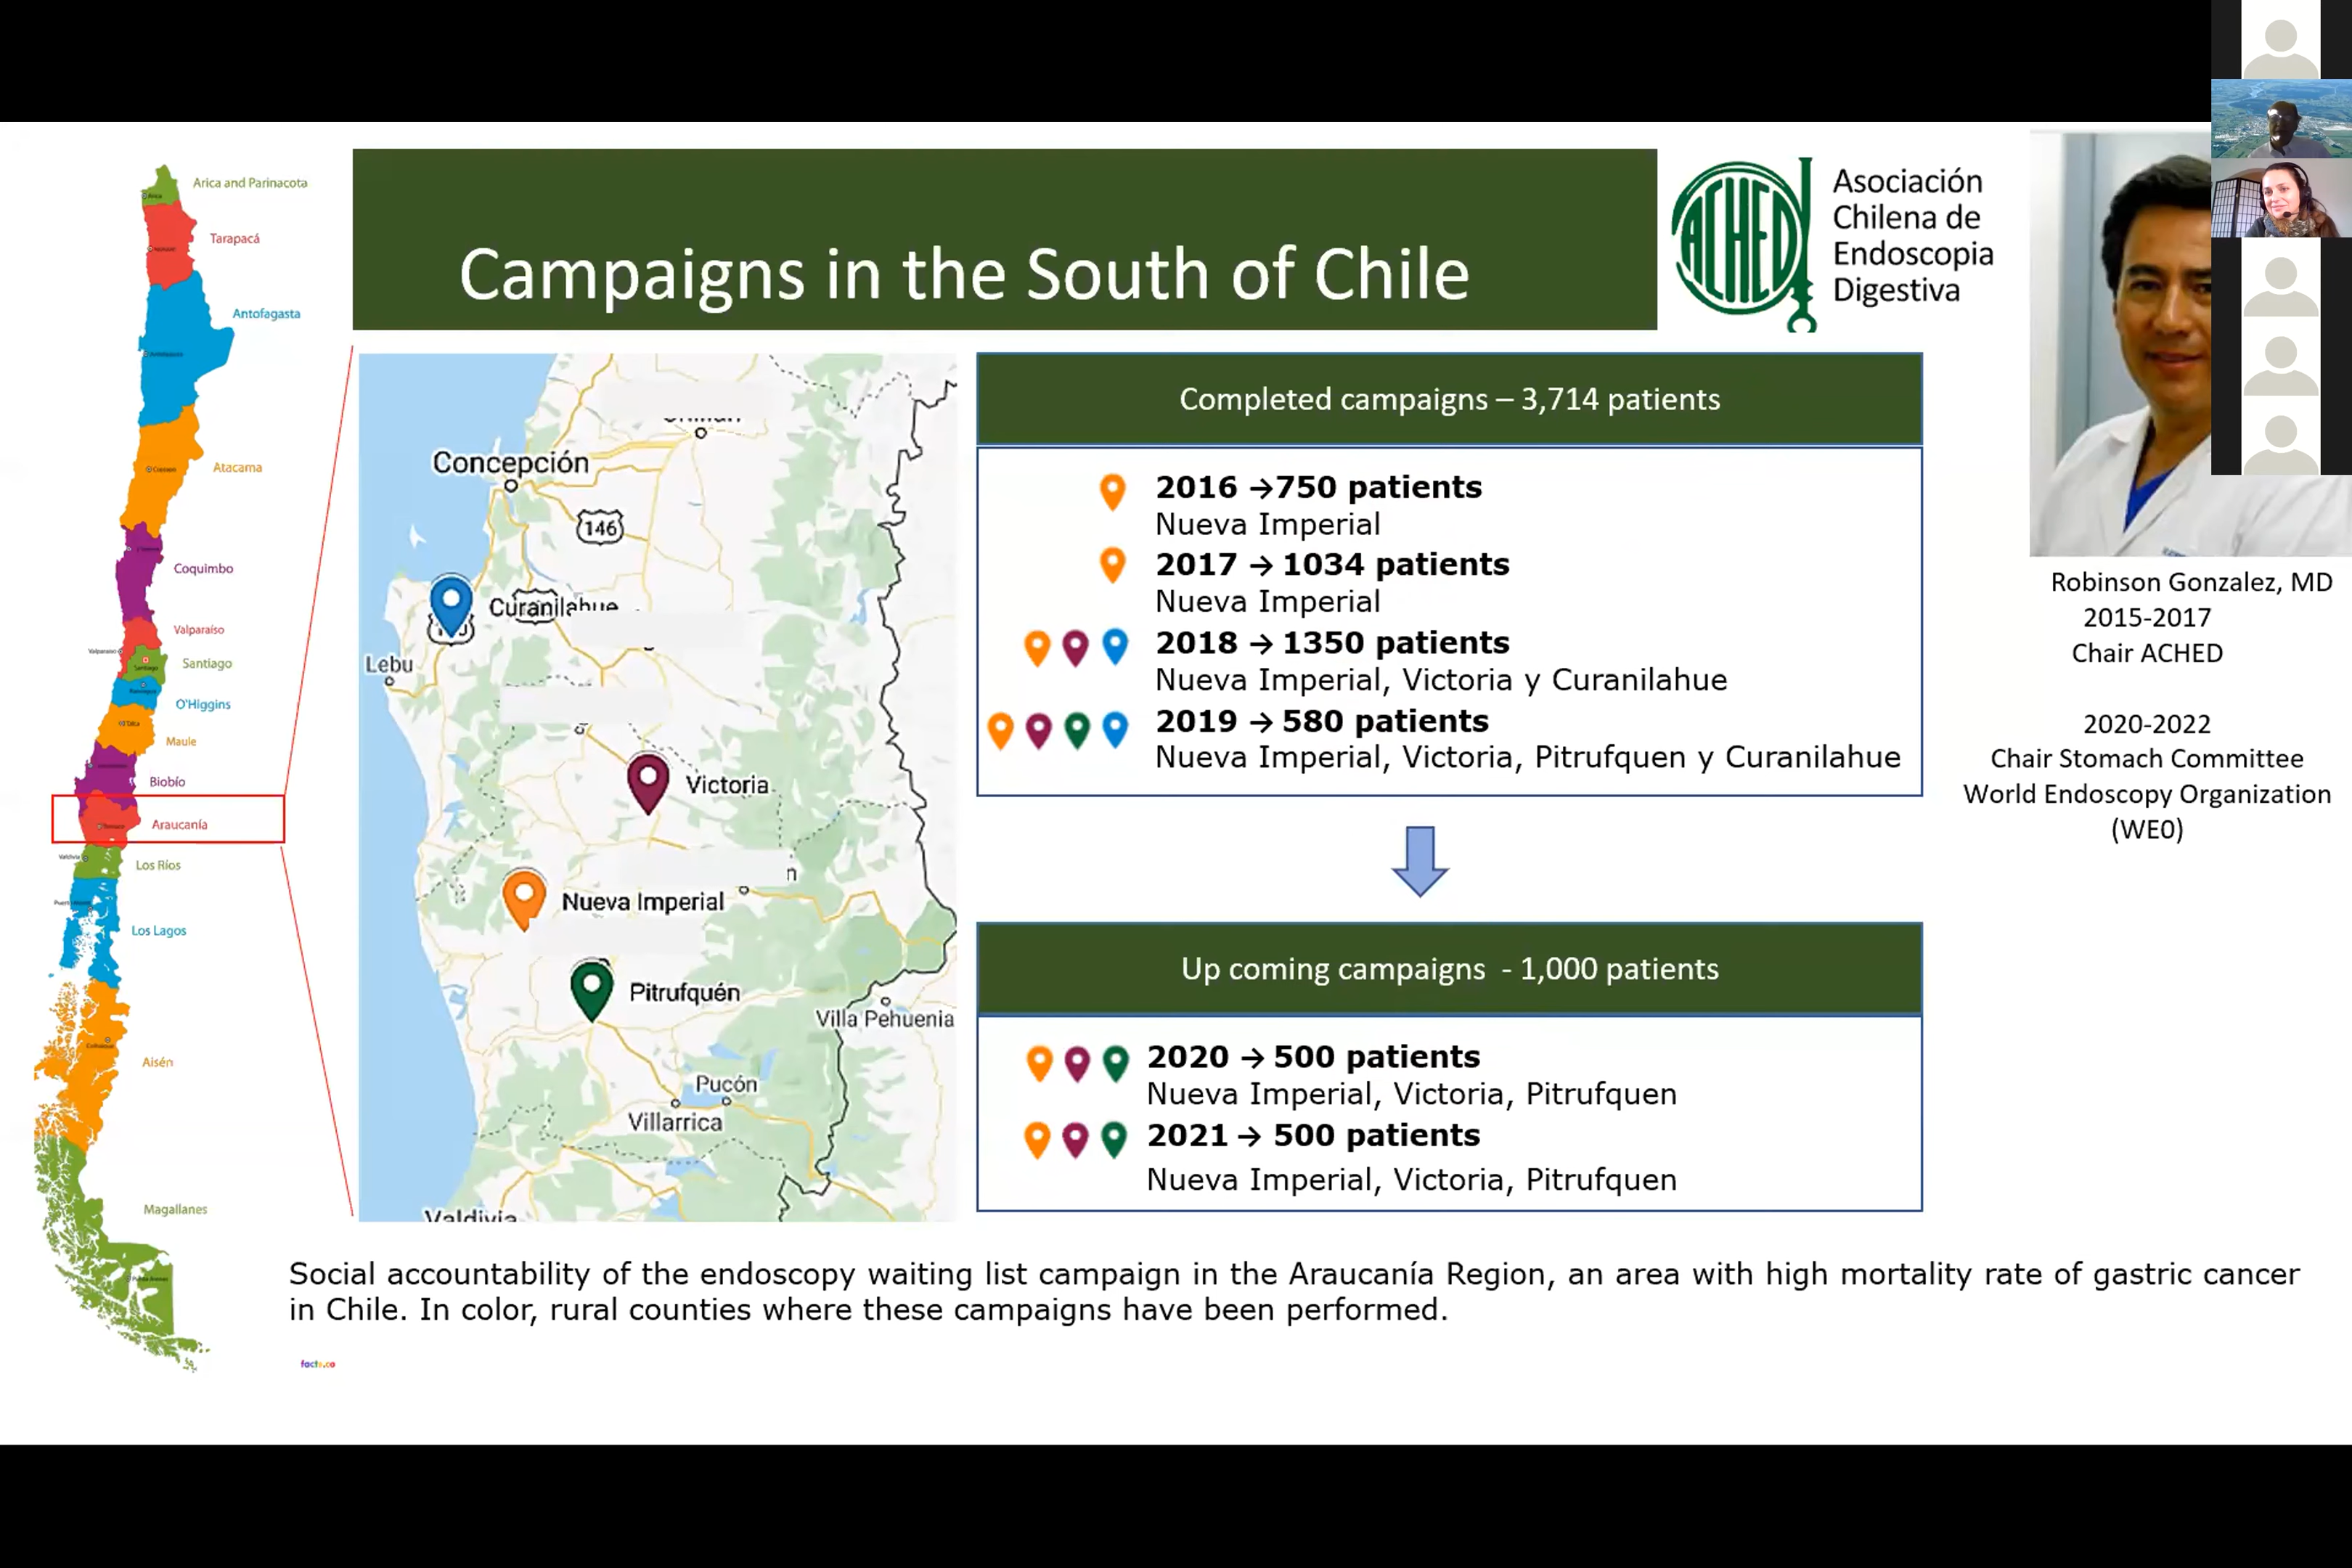 Campaigns in the South of Chile
ACHED
Asociación
Chilena de
Endoscopia
Digestiva
Arica and Parinacota
Tarapacá
Antofagasta
Atacama
Coquimbo
Valparaíso
Santiago
O'Higgins
Maule
Biobío
Araucanía
Los Ríos
Los Lagos
Aisén
Magallanes
facts.co
Concepción
146
Curanilahue
Lebu
Victoria
Nueva Imperial
Pitrufquén
Villa Pehuenia
Pucón
Villarrica
Valdivia
Completed campaigns – 3,714 patients
2016 →750 patients
Nueva Imperial
2017 → 1034 patients
Nueva Imperial
2018 → 1350 patients
Nueva Imperial, Victoria y Curanilahue
2019 → 580 patients
Nueva Imperial, Victoria, Pitrufquen y Curanilahue
Up coming campaigns - 1,000 patients
2020 → 500 patients
Nueva Imperial, Victoria, Pitrufquen
2021 → 500 patients
Nueva Imperial, Victoria, Pitrufquen
Robinson Gonzalez, MD
2015-2017
Chair ACHED
2020-2022
Chair Stomach Committee
World Endoscopy Organization
(WE0)
Social accountability of the endoscopy waiting list campaign in the Araucanía Region, an area with high mortality rate of gastric cancer
in Chile. In color, rural counties where these campaigns have been performed.